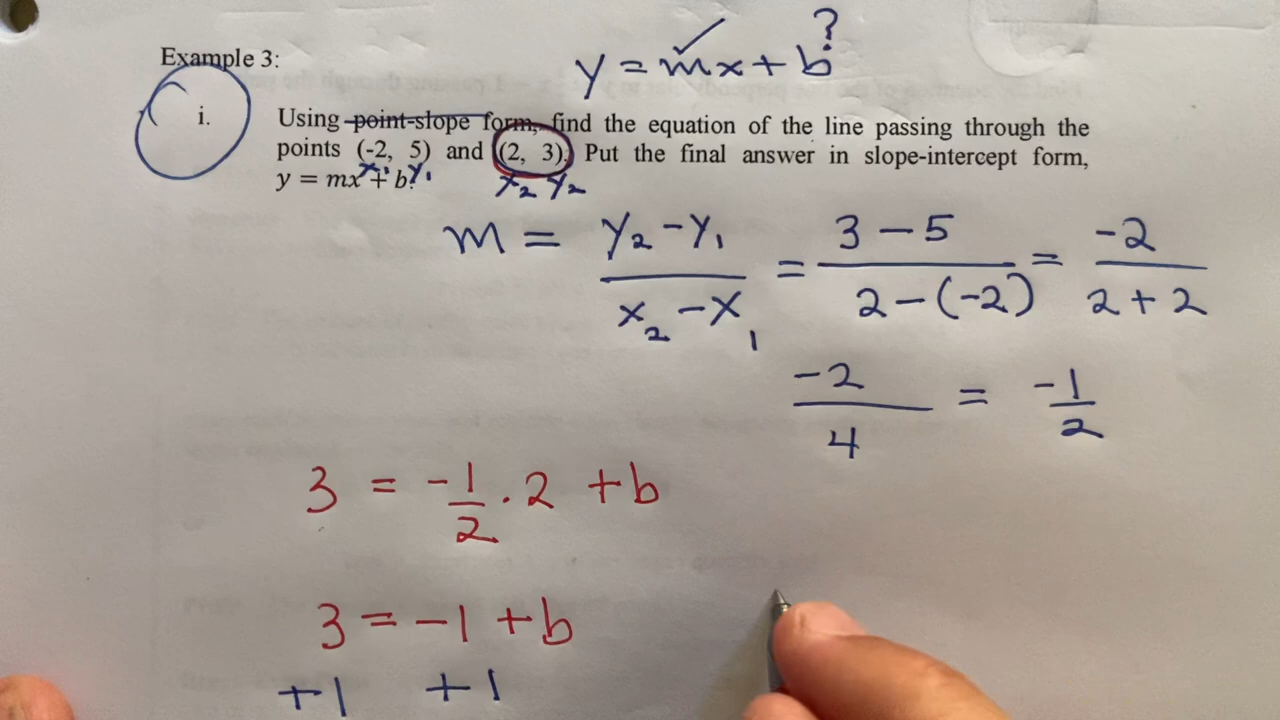 Example 3:
y = mx + b ?
i.
Using point-slope form, find the equation of the line passing through the
points (-2, 5) and (2, 3). Put the final answer in slope-intercept form,
y = mx + b.
x₁ y₁ x₂ y₂
m = y₂ - y₁ / x₂ - x₁ = 3 - 5 / 2 - (-2) = -2 / 2 + 2
-2 / 4 = -1 / 2
3 = -1/2 · 2 + b
3 = -1 + b
+1 +1